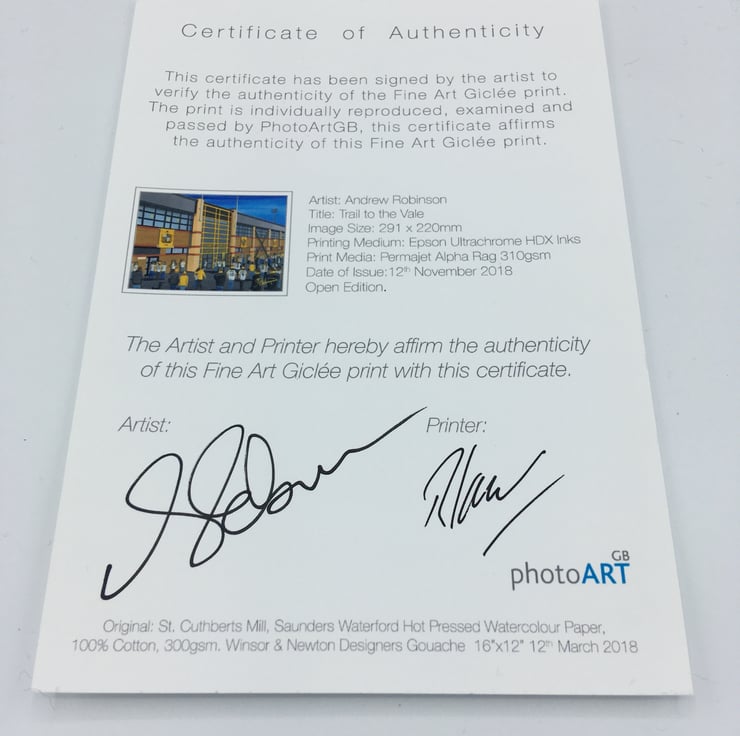 Certificate of Authenticity
This certificate has been signed by the artist to
verify the authenticity of the Fine Art Giclée print.
The print is individually reproduced, examined and
passed by PhotoArtGB, this certificate affirms
the authenticity of this Fine Art Giclée print.
Artist: Andrew Robinson
Title: Trail to the Vale
Image Size: 291 x 220mm
Printing Medium: Epson Ultrachrome HDX Inks
Print Media: Permajet Alpha Rag 310gsm
Date of Issue:12th November 2018
Open Edition.
The Artist and Printer hereby affirm the authenticity
of this Fine Art Giclée print with this certificate.
Artist:
Printer:
GB
photoART
Original: St. Cuthberts Mill, Saunders Waterford Hot Pressed Watercolour Paper,
100% Cotton, 300gsm. Winsor & Newton Designers Gouache 16"x12" 12th March 2018